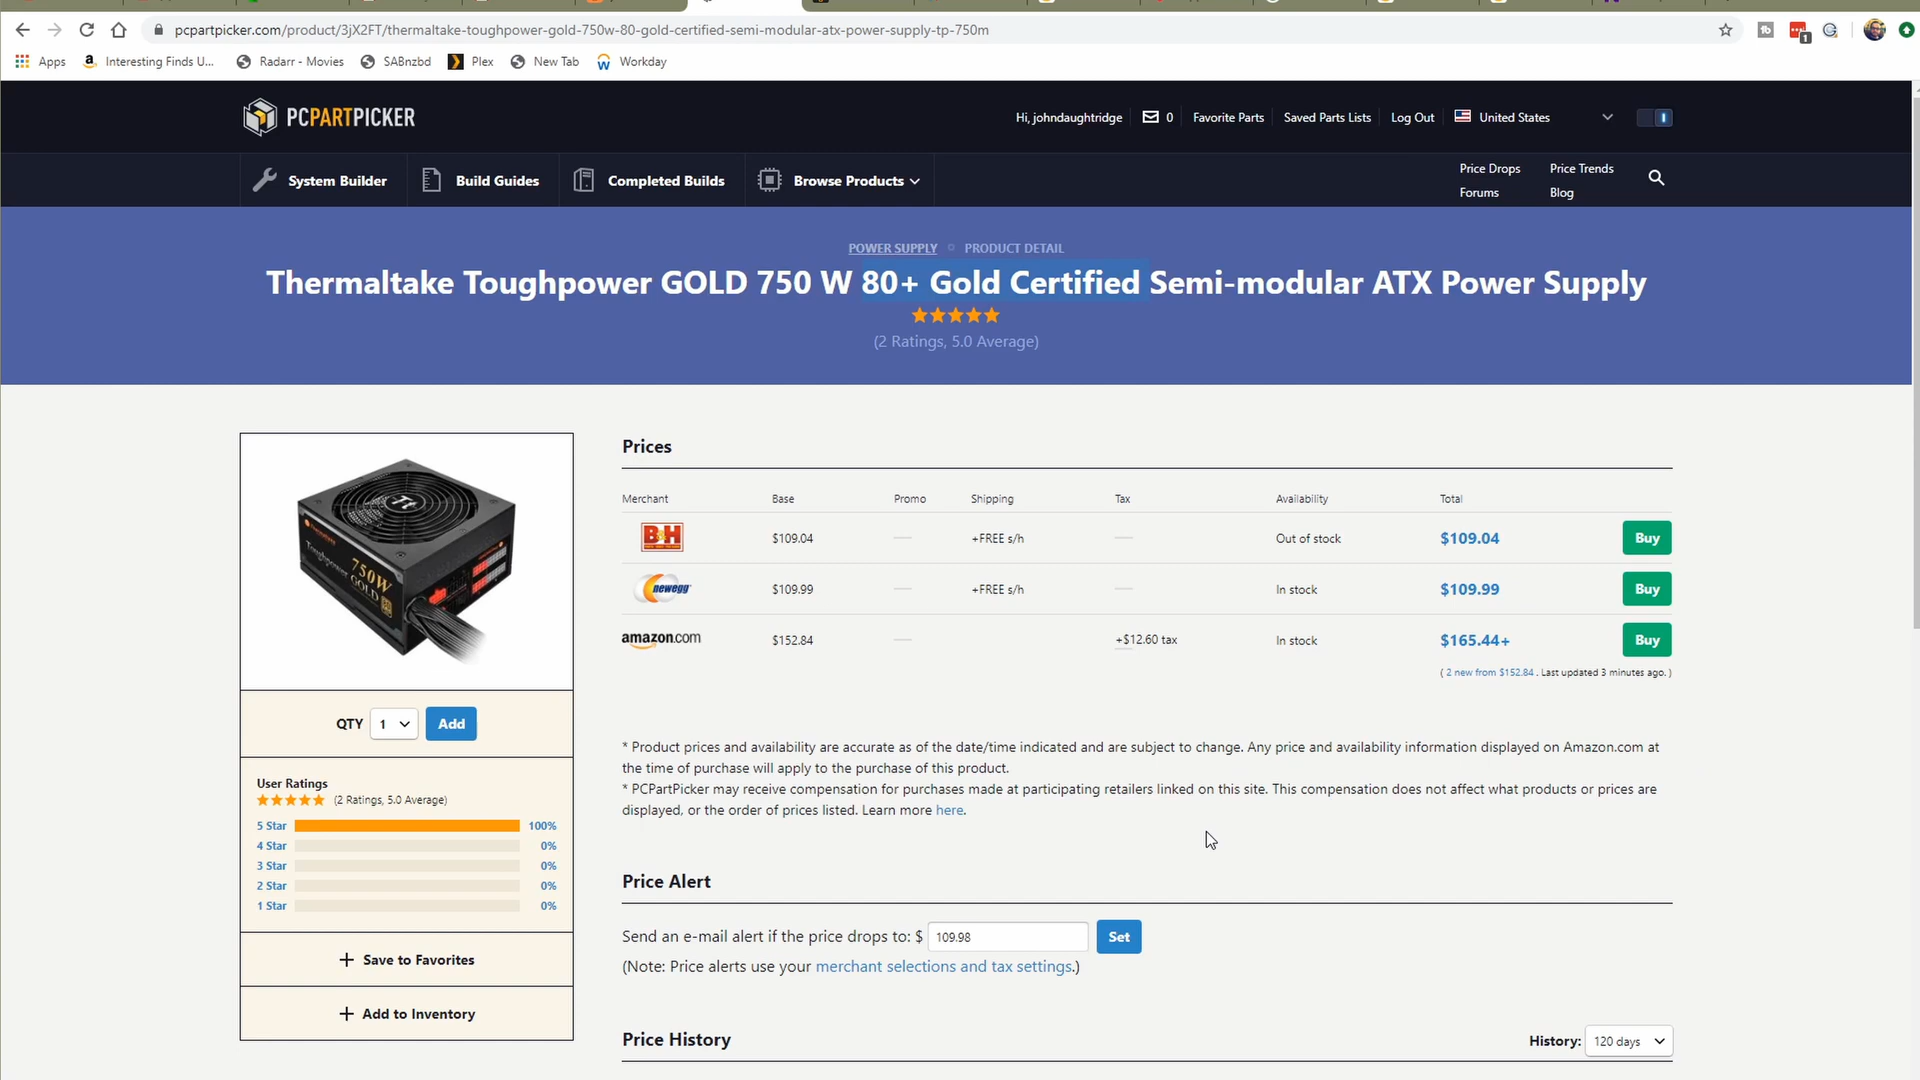 pcpartpicker.com/product/3jX2FT/thermaltake-toughpower-gold-750w-80-gold-certified-semi-modular-atx-power-supply-tp-750m
Apps Interesting Finds U... Radarr - Movies SABnzbd Plex New Tab Workday
PCPARTPICKER
Hi, johndaughtridge 0 Favorite Parts Saved Parts Lists Log Out United States
System Builder Build Guides Completed Builds Browse Products
Price Drops Price Trends
Forums Blog
POWER SUPPLY PRODUCT DETAIL
Thermaltake Toughpower GOLD 750 W 80+ Gold Certified Semi-modular ATX Power Supply
(2 Ratings, 5.0 Average)
Tt
Thermaltake
Toughpower GOLD
750W
QTY 1 Add
User Ratings
(2 Ratings, 5.0 Average)
5 Star 100%
4 Star 0%
3 Star 0%
2 Star 0%
1 Star 0%
+ Save to Favorites
+ Add to Inventory
Prices
Merchant Base Promo Shipping Tax Availability Total
B&H $109.04 — +FREE s/h — Out of stock $109.04 Buy
newegg $109.99 — +FREE s/h — In stock $109.99 Buy
amazon.com $152.84 — +$12.60 tax In stock $165.44+ Buy
( 2 new from $152.84 . Last updated 3 minutes ago. )
* Product prices and availability are accurate as of the date/time indicated and are subject to change. Any price and availability information displayed on Amazon.com at
the time of purchase will apply to the purchase of this product.
* PCPartPicker may receive compensation for purchases made at participating retailers linked on this site. This compensation does not affect what products or prices are
displayed, or the order of prices listed. Learn more here.
Price Alert
Send an e-mail alert if the price drops to: $ 109.98 Set
(Note: Price alerts use your merchant selections and tax settings.)
Price History
History: 120 days